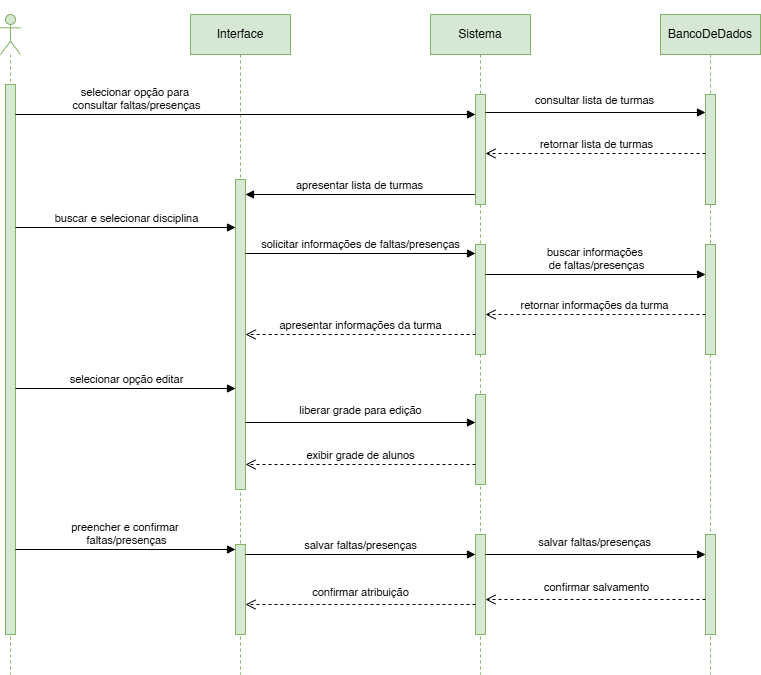 Interface
Sistema
BancoDeDados
selecionar opção para
consultar faltas/presenças
consultar lista de turmas
retornar lista de turmas
apresentar lista de turmas
buscar e selecionar disciplina
solicitar informações de faltas/presenças
buscar informações
de faltas/presenças
retornar informações da turma
apresentar informações da turma
selecionar opção editar
liberar grade para edição
exibir grade de alunos
preencher e confirmar
faltas/presenças
salvar faltas/presenças
salvar faltas/presenças
confirmar salvamento
confirmar atribuição